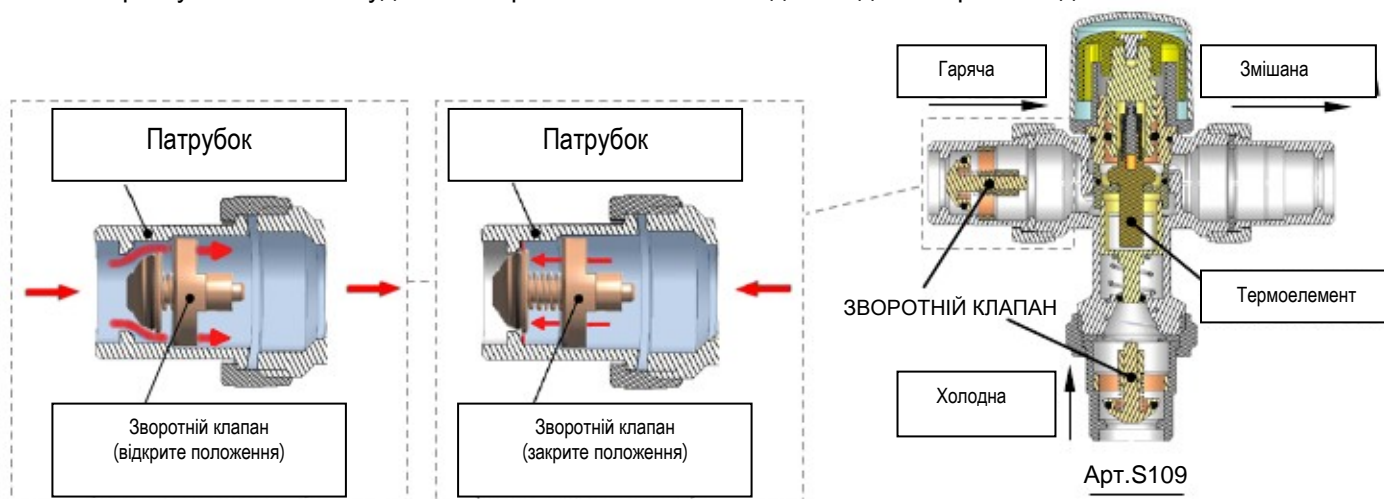 Патрубок
Патрубок
Гаряча
Змішана
ЗВОРОТНІЙ КЛАПАН
Термоелемент
Зворотній клапан
(відкрите положення)
Зворотній клапан
(закрите положення)
Холодна
Арт.S109